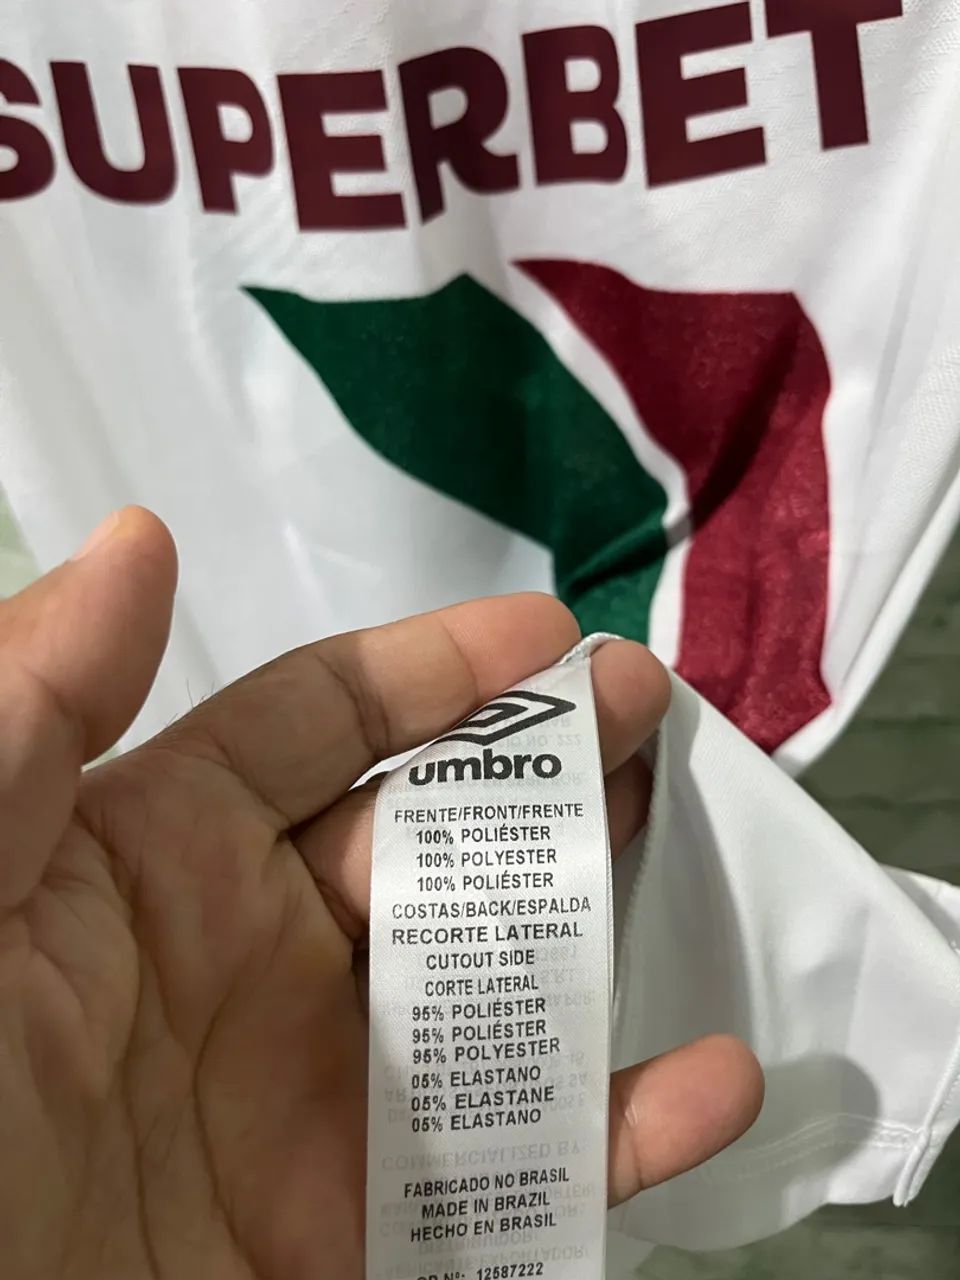 SUPERBET
umbro
FRENTE/FRONT/FRENTE
100% POLIÉSTER
100% POLYESTER
100% POLIÉSTER
COSTAS/BACK/ESPALDA
RECORTE LATERAL
CUTOUT SIDE
CORTE LATERAL
95% POLIÉSTER
95% POLIÉSTER
95% POLYESTER
05% ELASTANO
05% ELASTANE
05% ELASTANO
FABRICADO NO BRASIL
MADE IN BRAZIL
HECHO EN BRASIL
Nº: 12587222